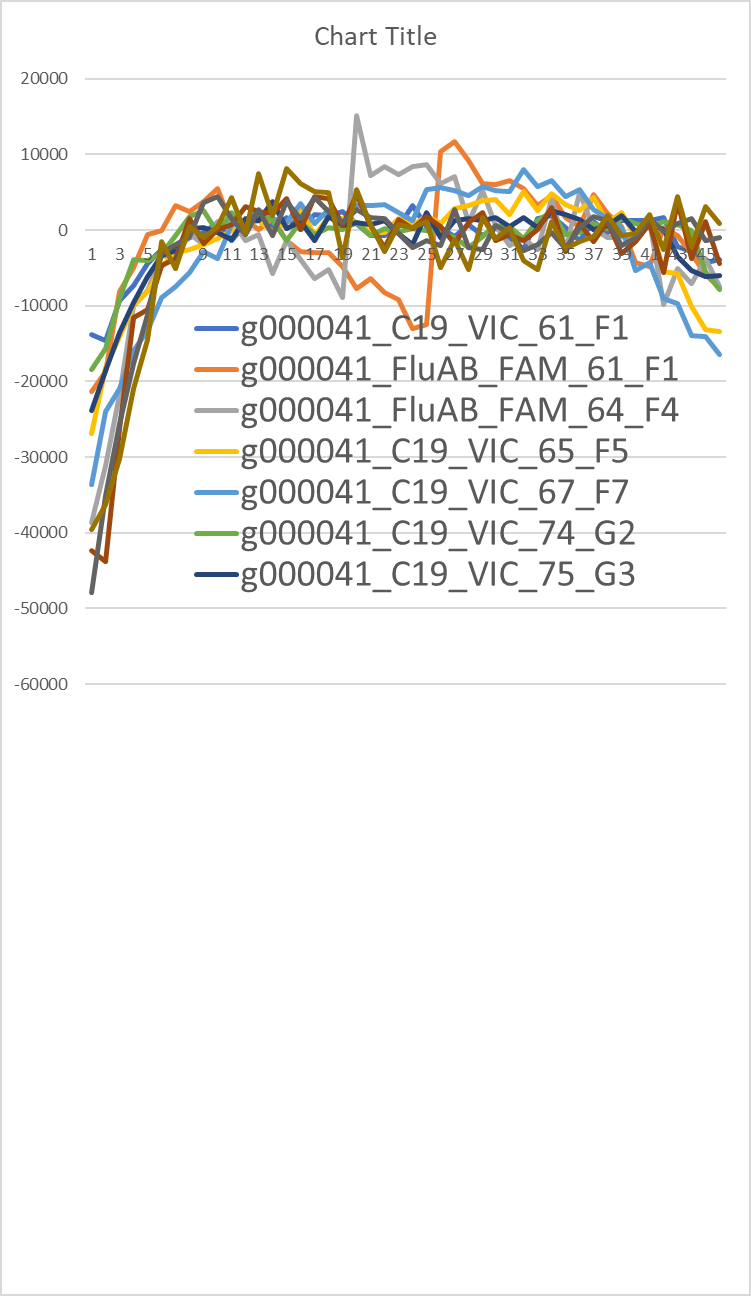 Chart Title
20000
10000
0
1 3 5 7 9 11 13 15 17 19 21 23 25 27 29 31 33 35 37 39 41 43 45
-10000
g000041_C19_VIC_61_F1
g000041_FluAB_FAM_61_F1
-20000
g000041_FluAB_FAM_64_F4
g000041_C19_VIC_65_F5
-30000
g000041_C19_VIC_67_F7
-40000
g000041_C19_VIC_74_G2
g000041_C19_VIC_75_G3
-50000
-60000